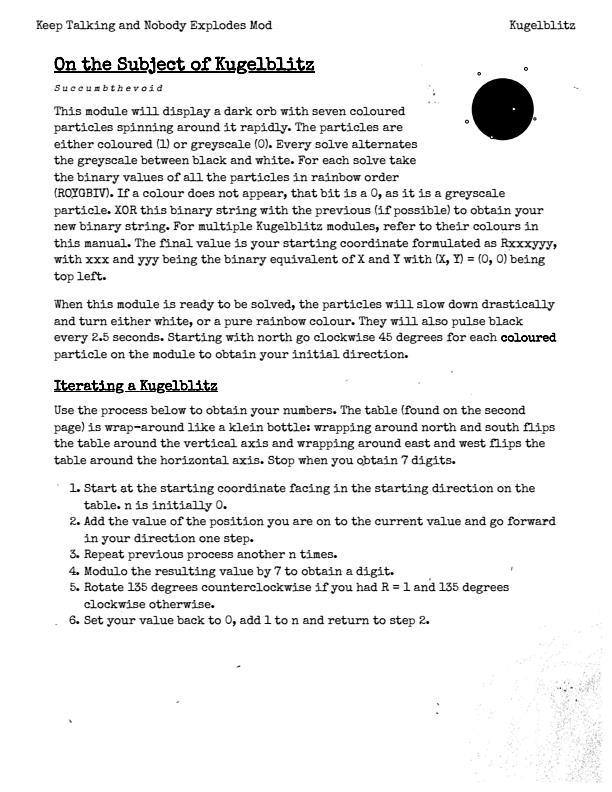 Keep Talking and Nobody Explodes Mod Kugelblitz
On the Subject of Kugelblitz
Succumbthevoid
This module will display a dark orb with seven coloured
particles spinning around it rapidly. The particles are
either coloured (1) or greyscale (0). Every solve alternates
the greyscale between black and white. For each solve take
the binary values of all the particles in rainbow order
(ROYGBIV). If a colour does not appear, that bit is a 0, as it is a greyscale
particle. XOR this binary string with the previous (if possible) to obtain your
new binary string. For multiple Kugelblitz modules, refer to their colours in
this manual. The final value is your starting coordinate formulated as Rxxxyyy,
with xxx and yyy being the binary equivalent of X and Y with (X, Y) = (0, 0) being
top left.
When this module is ready to be solved, the particles will slow down drastically
and turn either white, or a pure rainbow colour. They will also pulse black
every 2.5 seconds. Starting with north go clockwise 45 degrees for each coloured
particle on the module to obtain your initial direction.
Iterating a Kugelblitz
Use the process below to obtain your numbers. The table (found on the second
page) is wrap-around like a klein bottle: wrapping around north and south flips
the table around the vertical axis and wrapping around east and west flips the
table around the horizontal axis. Stop when you obtain 7 digits.
1. Start at the starting coordinate facing in the starting direction on the
table. n is initially 0.
2. Add the value of the position you are on to the current value and go forward
in your direction one step.
3. Repeat previous process another n times.
4. Modulo the resulting value by 7 to obtain a digit.
5. Rotate 135 degrees counterclockwise if you had R = 1 and 135 degrees
clockwise otherwise.
6. Set your value back to 0, add 1 to n and return to step 2.